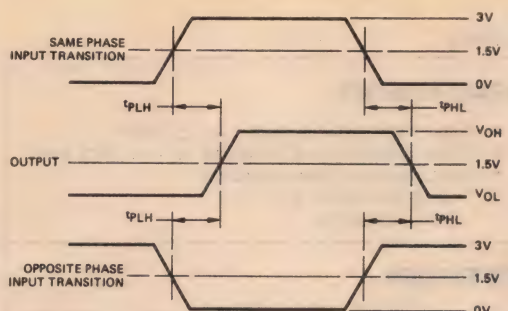 3V
SAME PHASE
INPUT TRANSITION
1.5V
0V
tPLH
tPHL
VOH
OUTPUT
1.5V
VOL
tPLH
tPHL
3V
OPPOSITE PHASE
INPUT TRANSITION
1.5V
0V